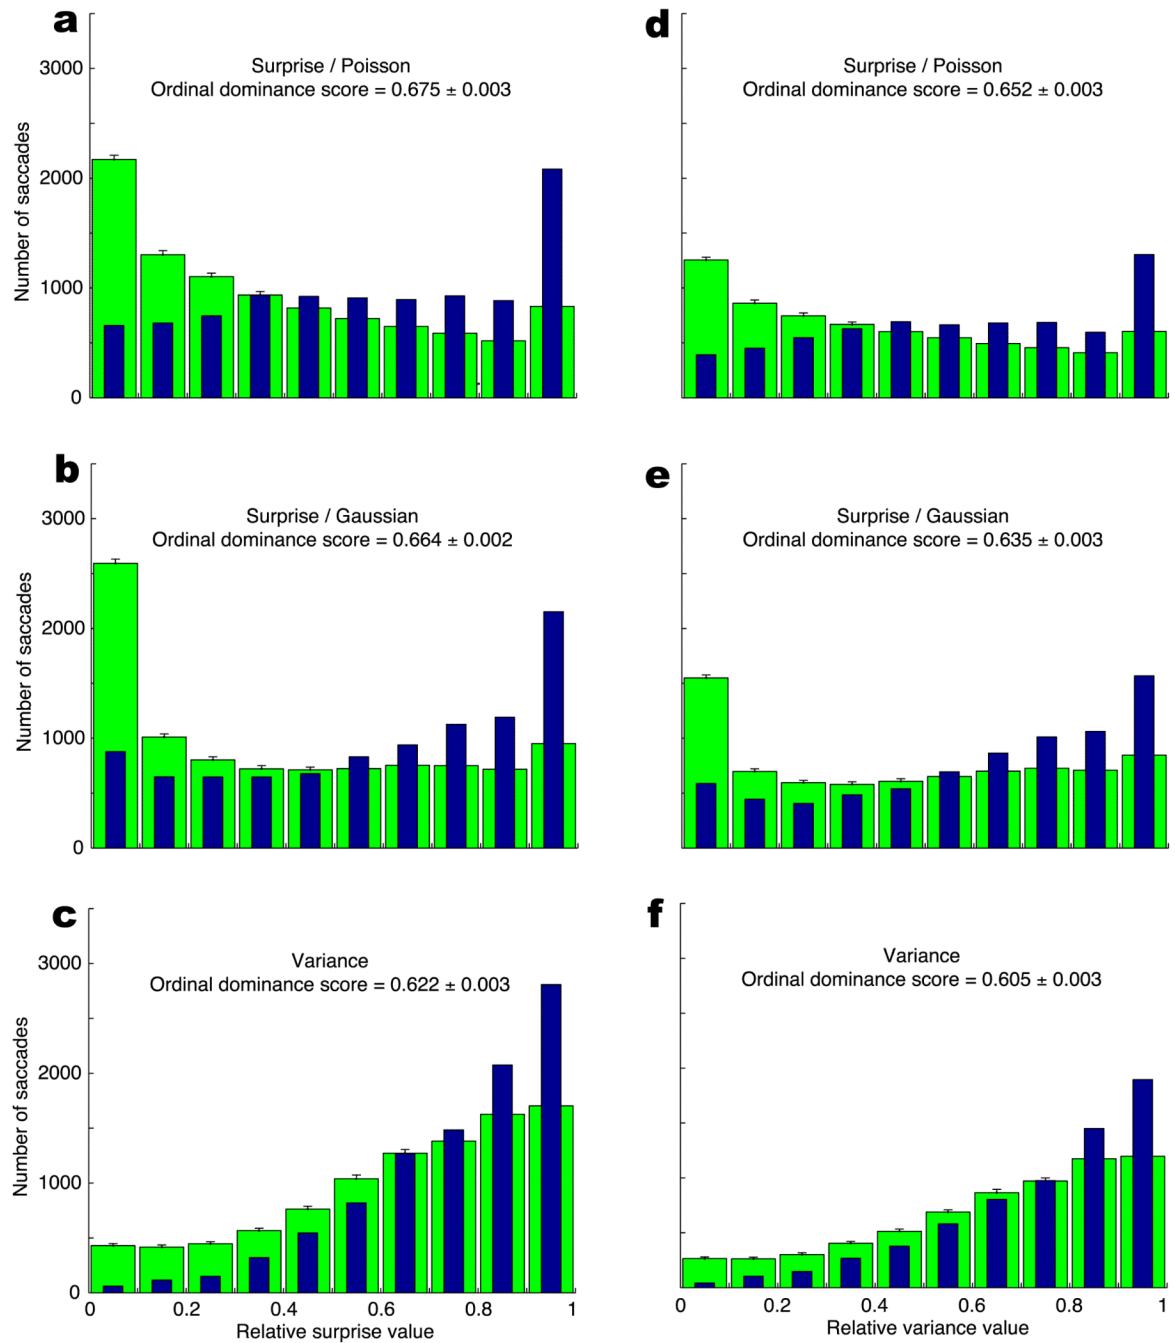 a
3000
2000
1000
0
Number of saccades
Surprise / Poisson
Ordinal dominance score = 0.675 ± 0.003
d
Surprise / Poisson
Ordinal dominance score = 0.652 ± 0.003
b
3000
2000
1000
0
Number of saccades
Surprise / Gaussian
Ordinal dominance score = 0.664 ± 0.002
e
Surprise / Gaussian
Ordinal dominance score = 0.635 ± 0.003
c
3000
2000
1000
0
Number of saccades
Variance
Ordinal dominance score = 0.622 ± 0.003
0 0.2 0.4 0.6 0.8 1
Relative surprise value
f
Variance
Ordinal dominance score = 0.605 ± 0.003
0 0.2 0.4 0.6 0.8 1
Relative variance value